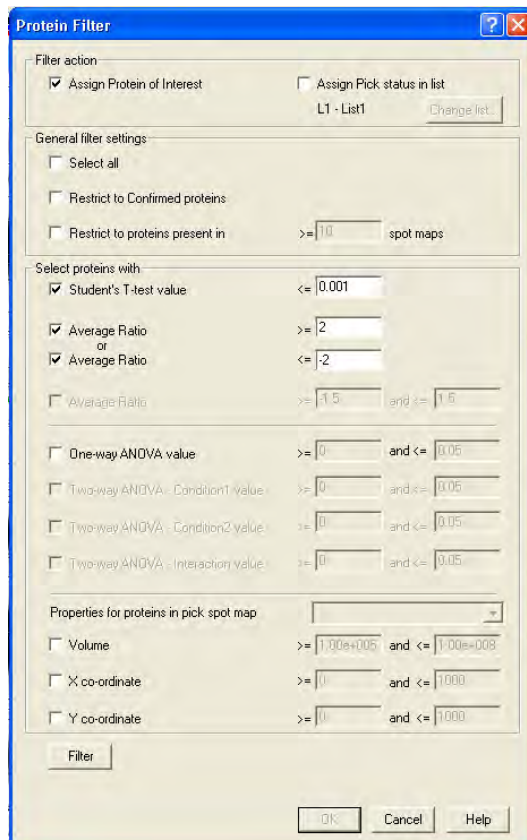 Protein Filter
Filter action
Assign Protein of Interest Assign Pick status in list
L1 - List1 Change list..
General filter settings
Select all
Restrict to Confirmed proteins
Restrict to proteins present in >= 10 spot maps
Select proteins with
Student's T-test value <= 0.001
Average Ratio >= 2
or
Average Ratio <= -2
Average Ratio >= -1.5 and <= 1.5
One-way ANOVA value >= 0 and <= 0.05
Two-way ANOVA - Condition1 value >= 0 and <= 0.05
Two-way ANOVA - Condition2 value >= 0 and <= 0.05
Two-way ANOVA - Interaction value >= 0 and <= 0.05
Properties for proteins in pick spot map
Volume >= 1.00e+005 and <= 1.00e+008
X co-ordinate >= 0 and <= 1000
Y co-ordinate >= 0 and <= 1000
Filter
OK Cancel Help